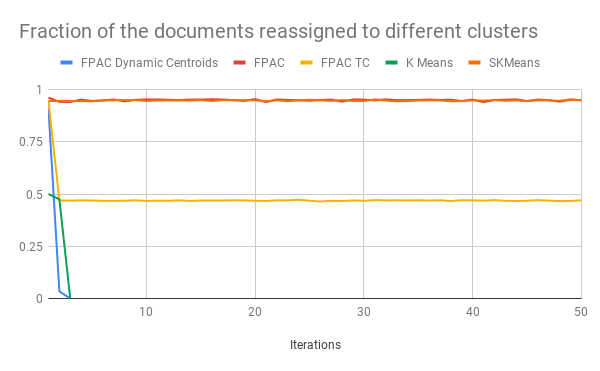 Fraction of the documents reassigned to different clusters
FPAC Dynamic Centroids FPAC FPAC TC K Means SKMeans
1
0.75
0.5
0.25
0
10 20 30 40 50
Iterations